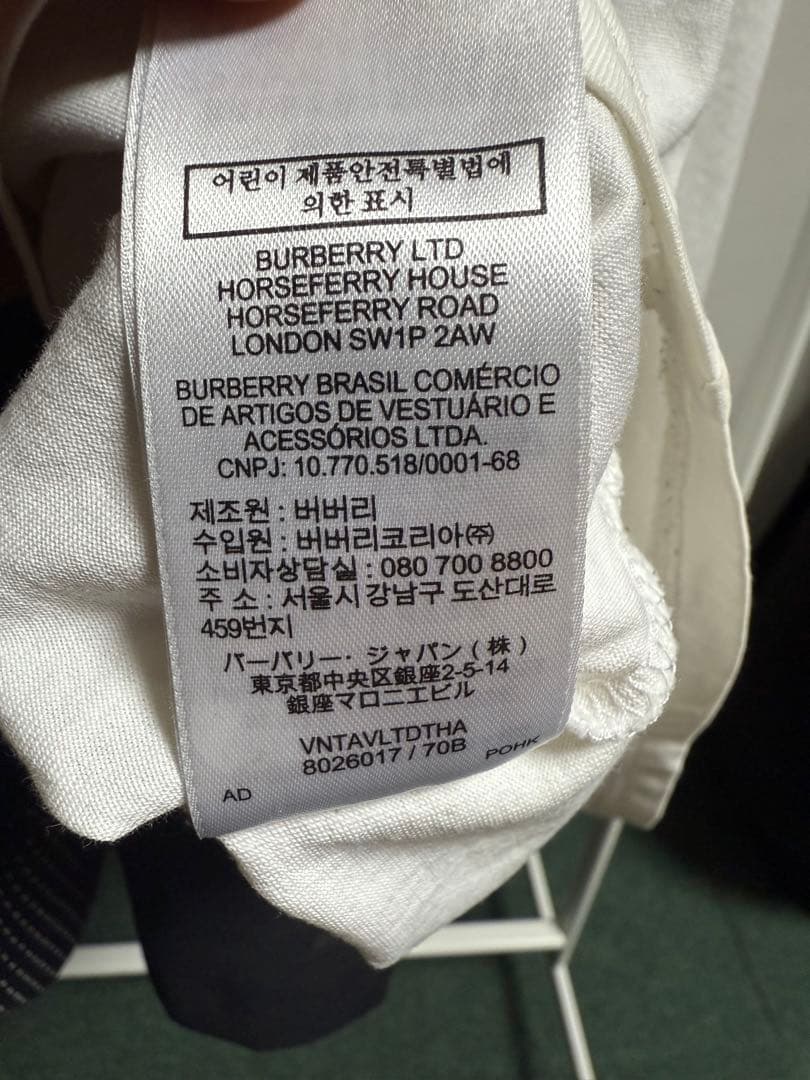 어린이 제품안전특별법에
의한 표시
BURBERRY LTD
HORSEFERRY HOUSE
HORSEFERRY ROAD
LONDON SW1P 2AW
BURBERRY BRASIL COMÉRCIO
DE ARTIGOS DE VESTUÁRIO E
ACESSÓRIOS LTDA.
CNPJ: 10.770.518/0001-68
제조원 : 버버리
수입원 : 버버리코리아㈜
소비자상담실 : 080 700 8800
주 소 : 서울시 강남구 도산대로
459번지
バーバリー・ジャパン ( 株 )
東京都中央区銀座2-5-14
銀座マロニエビル
VNTAVLTDTHA
8026017 / 70B
POHK
AD